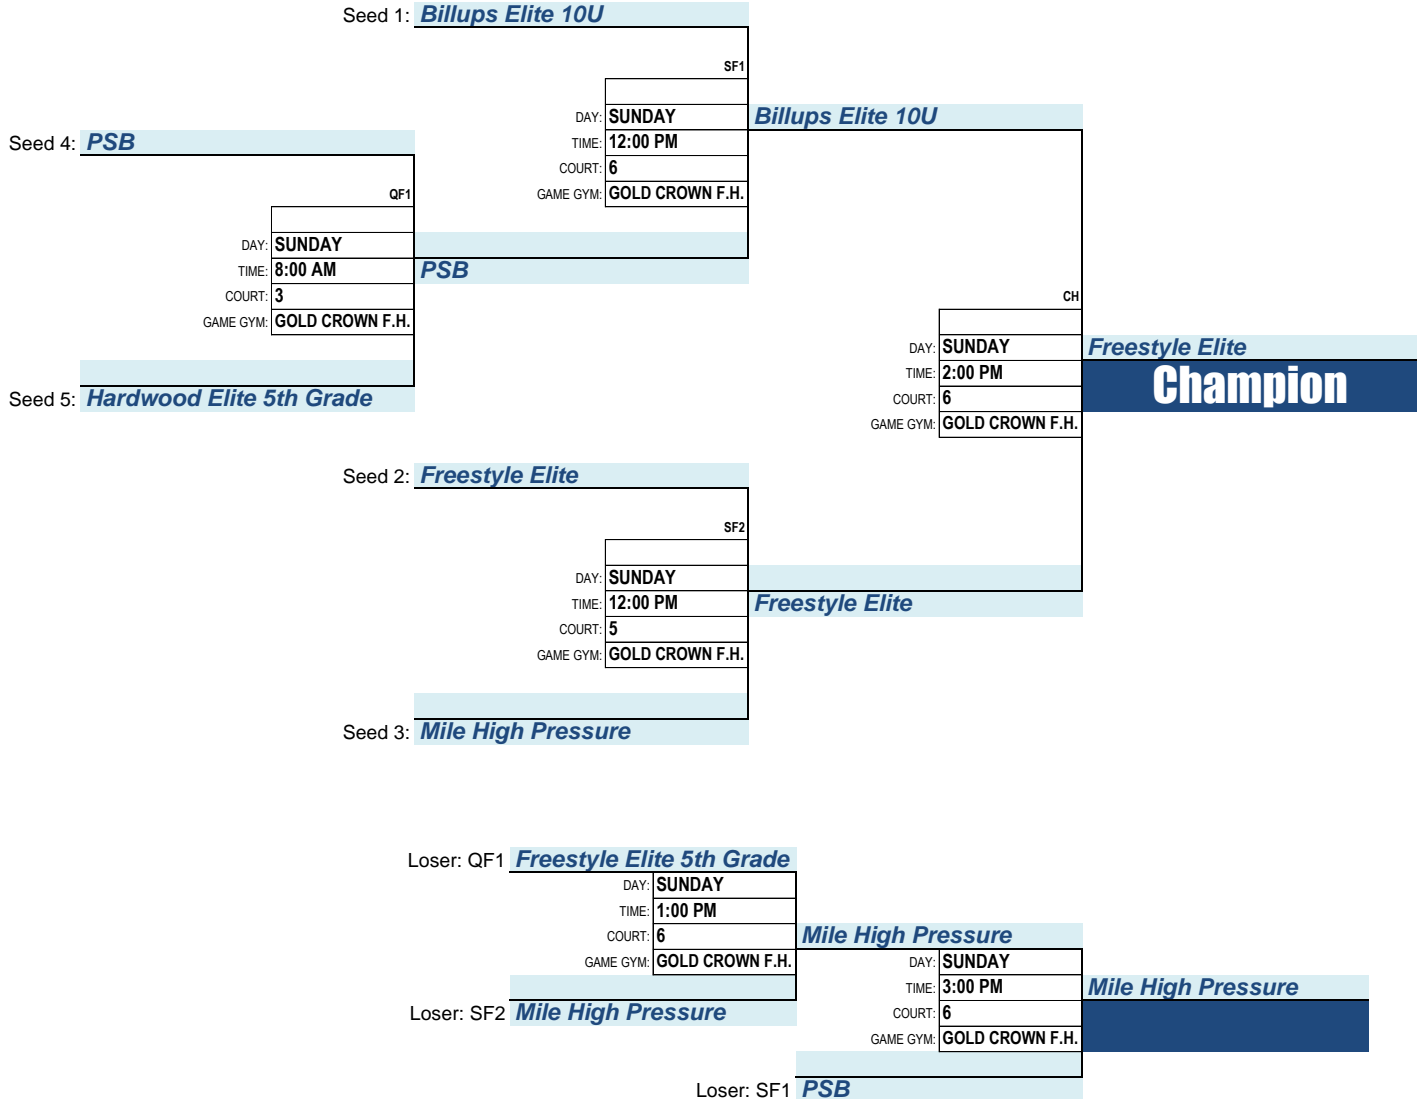 Seed 1: Billups Elite 10U
SF1
DAY: SUNDAY
Billups Elite 10U
TIME: 12:00 PM
Seed 4: PSB
COURT: 6
GAME GYM: GOLD CROWN F.H.
QF1
DAY: SUNDAY
TIME: 8:00 AM
PSB
COURT: 3
GAME GYM: GOLD CROWN F.H.
Seed 5: Hardwood Elite 5th Grade
CH
DAY: SUNDAY
Freestyle Elite
TIME: 2:00 PM
Champion
COURT: 6
GAME GYM: GOLD CROWN F.H.
Seed 2: Freestyle Elite
SF2
DAY: SUNDAY
TIME: 12:00 PM
Freestyle Elite
COURT: 5
GAME GYM: GOLD CROWN F.H.
Seed 3: Mile High Pressure
Loser: QF1 Freestyle Elite 5th Grade
DAY: SUNDAY
TIME: 1:00 PM
COURT: 6
Mile High Pressure
GAME GYM: GOLD CROWN F.H.
Loser: SF2 Mile High Pressure
DAY: SUNDAY
TIME: 3:00 PM
Mile High Pressure
COURT: 6
GAME GYM: GOLD CROWN F.H.
Loser: SF1 PSB